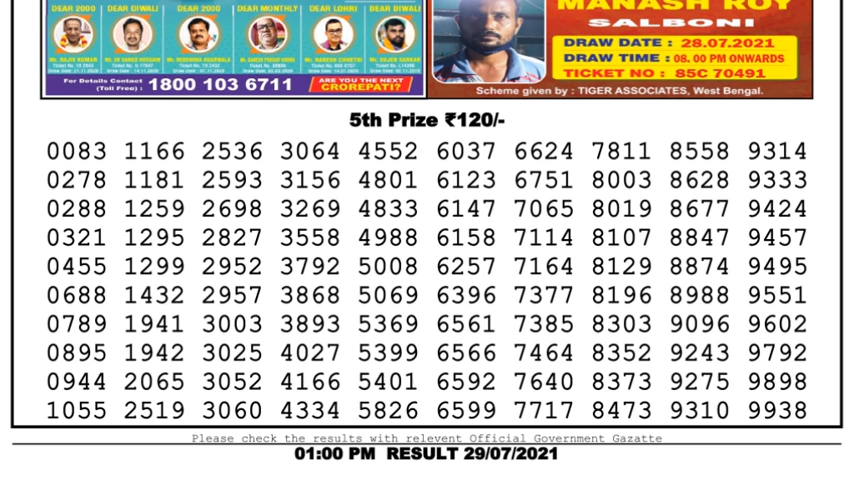 DEAR 2000 DEAR DIWALI DEAR 2000 DEAR MONTHLY DEAR LOHRI DEAR DIWALI
For Details Contact
(Toll Free) : 1800 103 6711
ARE YOU THE NEXT
CROREPATI?
MANASH ROY
SALBONI
DRAW DATE : 28.07.2021
DRAW TIME : 08. 00 PM ONWARDS
TICKET NO : 85C 70491
Scheme given by : TIGER ASSOCIATES, West Bengal.
5th Prize ₹120/-
0083 1166 2536 3064 4552 6037 6624 7811 8558 9314
0278 1181 2593 3156 4801 6123 6751 8003 8628 9333
0288 1259 2698 3269 4833 6147 7065 8019 8677 9424
0321 1295 2827 3558 4988 6158 7114 8107 8847 9457
0455 1299 2952 3792 5008 6257 7164 8129 8874 9495
0688 1432 2957 3868 5069 6396 7377 8196 8988 9551
0789 1941 3003 3893 5369 6561 7385 8303 9096 9602
0895 1942 3025 4027 5399 6566 7464 8352 9243 9792
0944 2065 3052 4166 5401 6592 7640 8373 9275 9898
1055 2519 3060 4334 5826 6599 7717 8473 9310 9938
Please check the results with relevent Official Government Gazatte
01:00 PM RESULT 29/07/2021